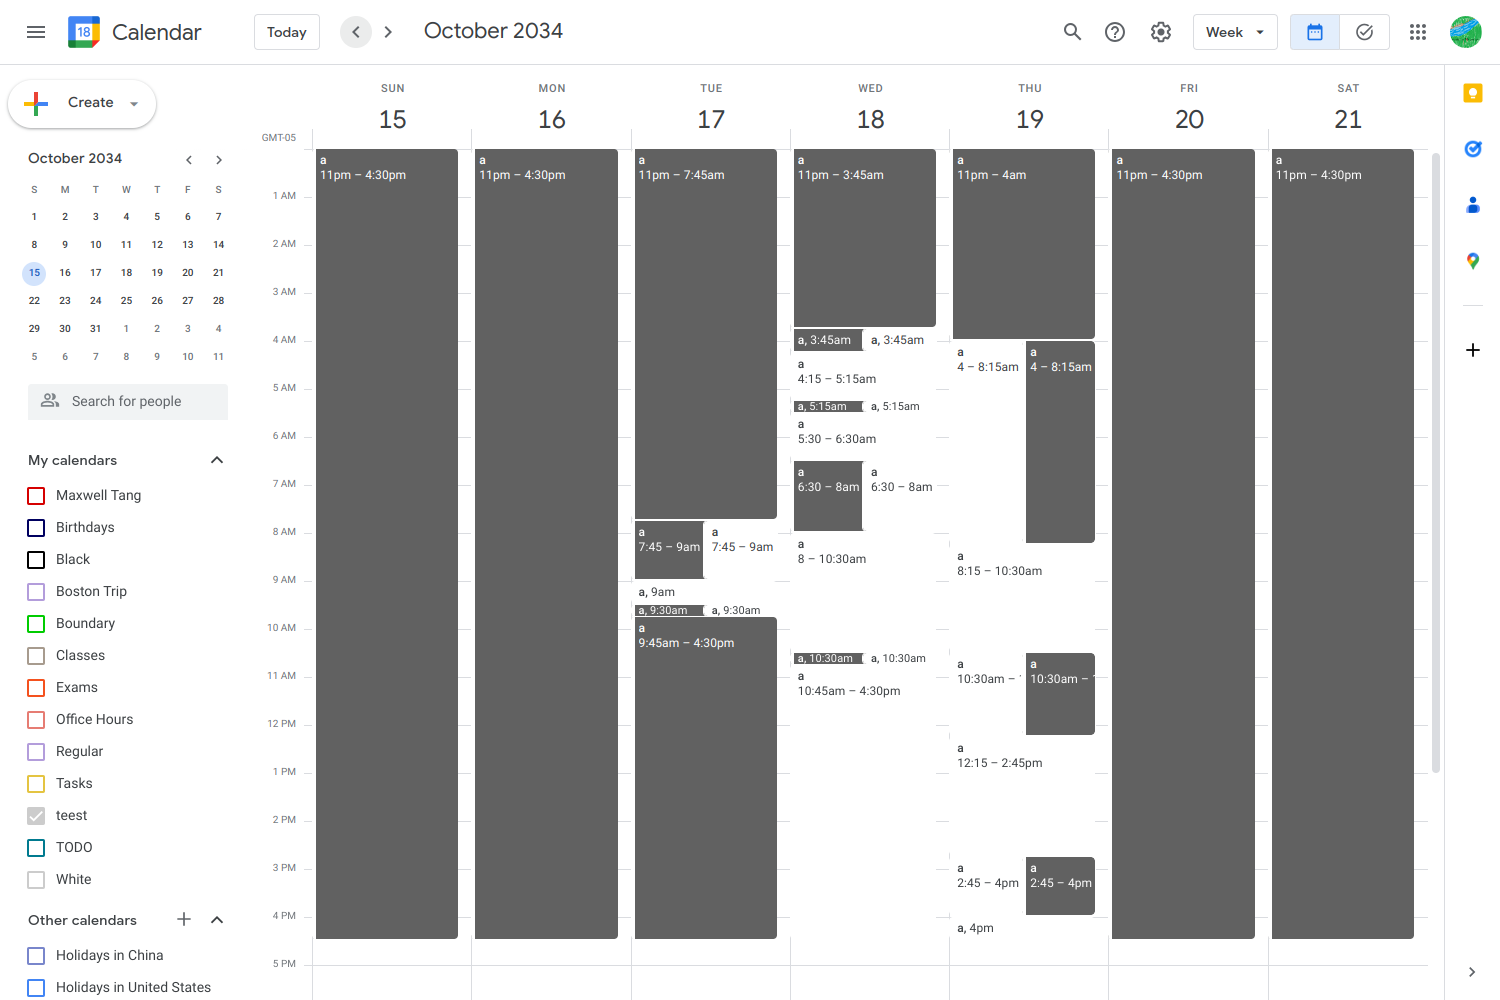 18 Calendar
Today
October 2034
Week
Create
October 2034
S M T W T F S
1 2 3 4 5 6 7
8 9 10 11 12 13 14
15 16 17 18 19 20 21
22 23 24 25 26 27 28
29 30 31 1 2 3 4
5 6 7 8 9 10 11
Search for people
My calendars
Maxwell Tang
Birthdays
Black
Boston Trip
Boundary
Classes
Exams
Office Hours
Regular
Tasks
teest
TODO
White
Other calendars
Holidays in China
Holidays in United States
GMT-05
1 AM
2 AM
3 AM
4 AM
5 AM
6 AM
7 AM
8 AM
9 AM
10 AM
11 AM
12 PM
1 PM
2 PM
3 PM
4 PM
5 PM
SUN
15
a
11pm – 4:30pm
MON
16
a
11pm – 4:30pm
TUE
17
a
11pm – 7:45am
a
7:45 – 9am
a
7:45 – 9am
a, 9am
a, 9:30am
a, 9:30am
a
9:45am – 4:30pm
WED
18
a
11pm – 3:45am
a, 3:45am
a, 3:45am
a
4:15 – 5:15am
a, 5:15am
a, 5:15am
a
5:30 – 6:30am
a
6:30 – 8am
a
6:30 – 8am
a
8 – 10:30am
a, 10:30am
a, 10:30am
a
10:45am – 4:30pm
THU
19
a
11pm – 4am
a
4 – 8:15am
a
4 – 8:15am
a
8:15 – 10:30am
a
10:30am –
a
10:30am –
a
12:15 – 2:45pm
a
2:45 – 4pm
a
2:45 – 4pm
a, 4pm
FRI
20
a
11pm – 4:30pm
SAT
21
a
11pm – 4:30pm